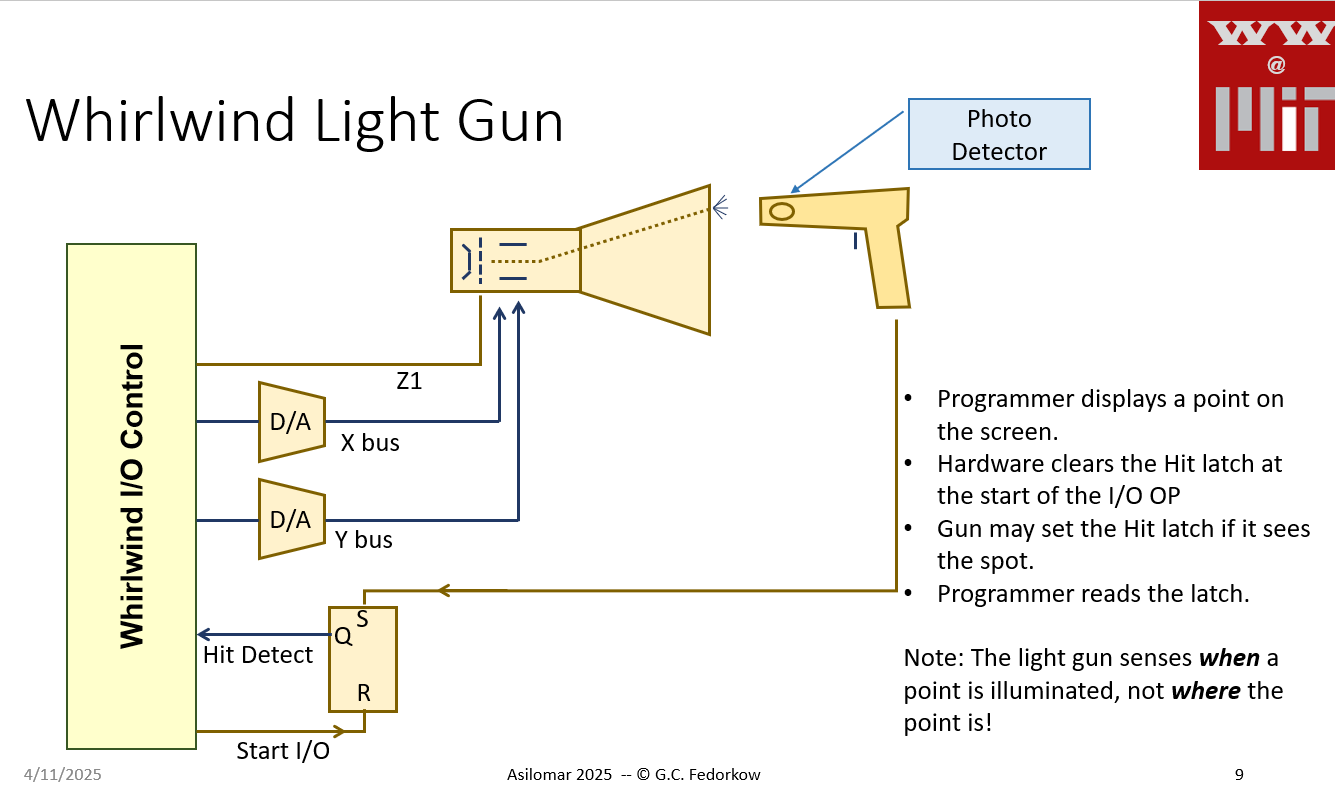 WW
@
MIT
Whirlwind Light Gun
Photo
Detector
Whirlwind I/O Control
Z1
D/A
X bus
D/A
Y bus
S
Q
Hit Detect
R
Start I/O
• Programmer displays a point on
the screen.
• Hardware clears the Hit latch at
the start of the I/O OP
• Gun may set the Hit latch if it sees
the spot.
• Programmer reads the latch.
Note: The light gun senses when a
point is illuminated, not where the
point is!
4/11/2025
Asilomar 2025 -- © G.C. Fedorkow
9